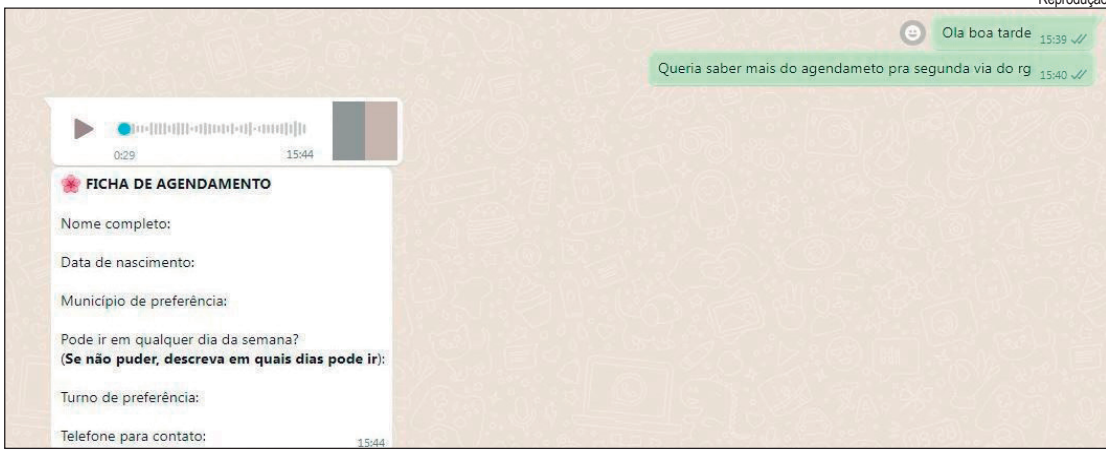 Reprodução
Ola boa tarde 15:39
Queria saber mais do agendameto pra segunda via do rg 15:40
0:29 15:44
FICHA DE AGENDAMENTO
Nome completo:
Data de nascimento:
Município de preferência:
Pode ir em qualquer dia da semana?
(Se não puder, descreva em quais dias pode ir):
Turno de preferência:
Telefone para contato: 15:44